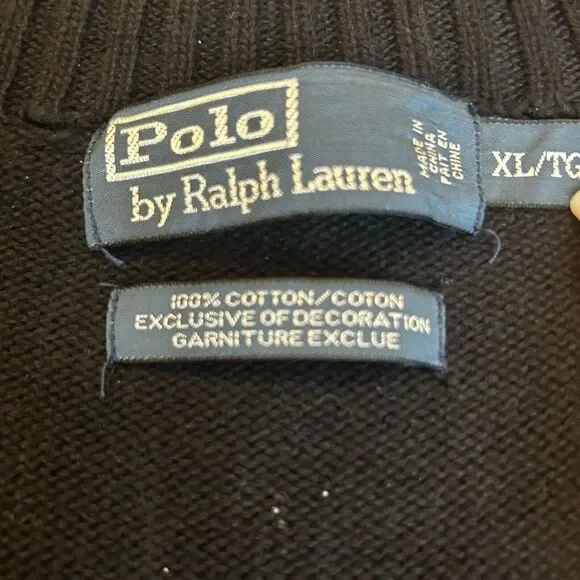 Polo
by Ralph Lauren
MADE IN
CHINA
FAIT EN
CHINE
XL/TG
100% COTTON/COTON
EXCLUSIVE OF DECORATION
GARNITURE EXCLUE